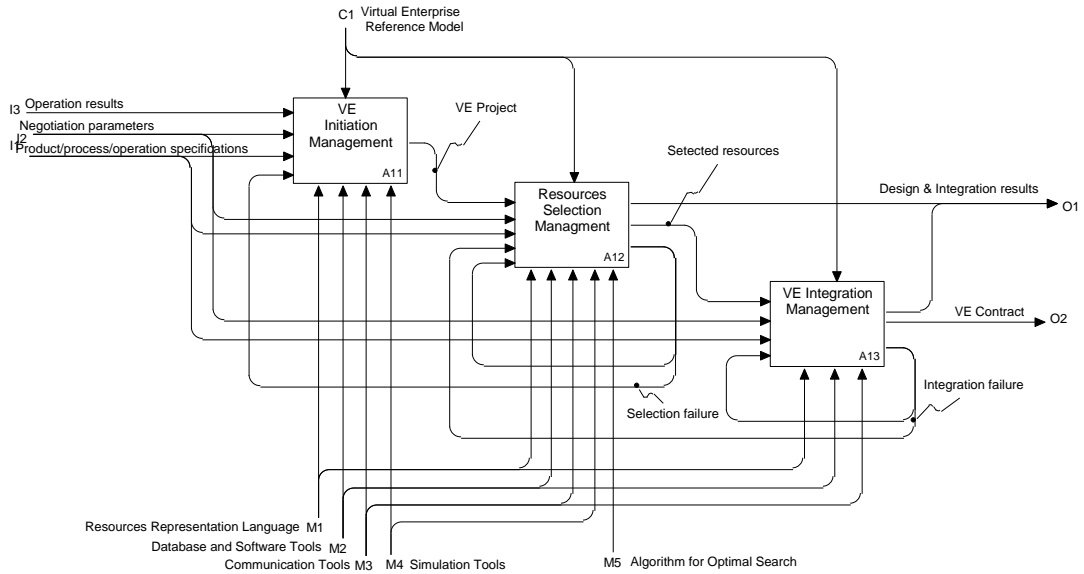 C1 Virtual Enterprise
Reference Model
I3 Operation results
VE
Initiation
Management
A11
VE Project
I2 Negotiation parameters
I1 Product/process/operation specifications
Setected resources
Resources
Selection
Managment
A12
Design & Integration results
O1
VE Integration
Management
A13
VE Contract
O2
Integration failure
Selection failure
Resources Representation Language M1
Database and Software Tools M2
Communication Tools M3
M4 Simulation Tools
M5 Algorithm for Optimal Search